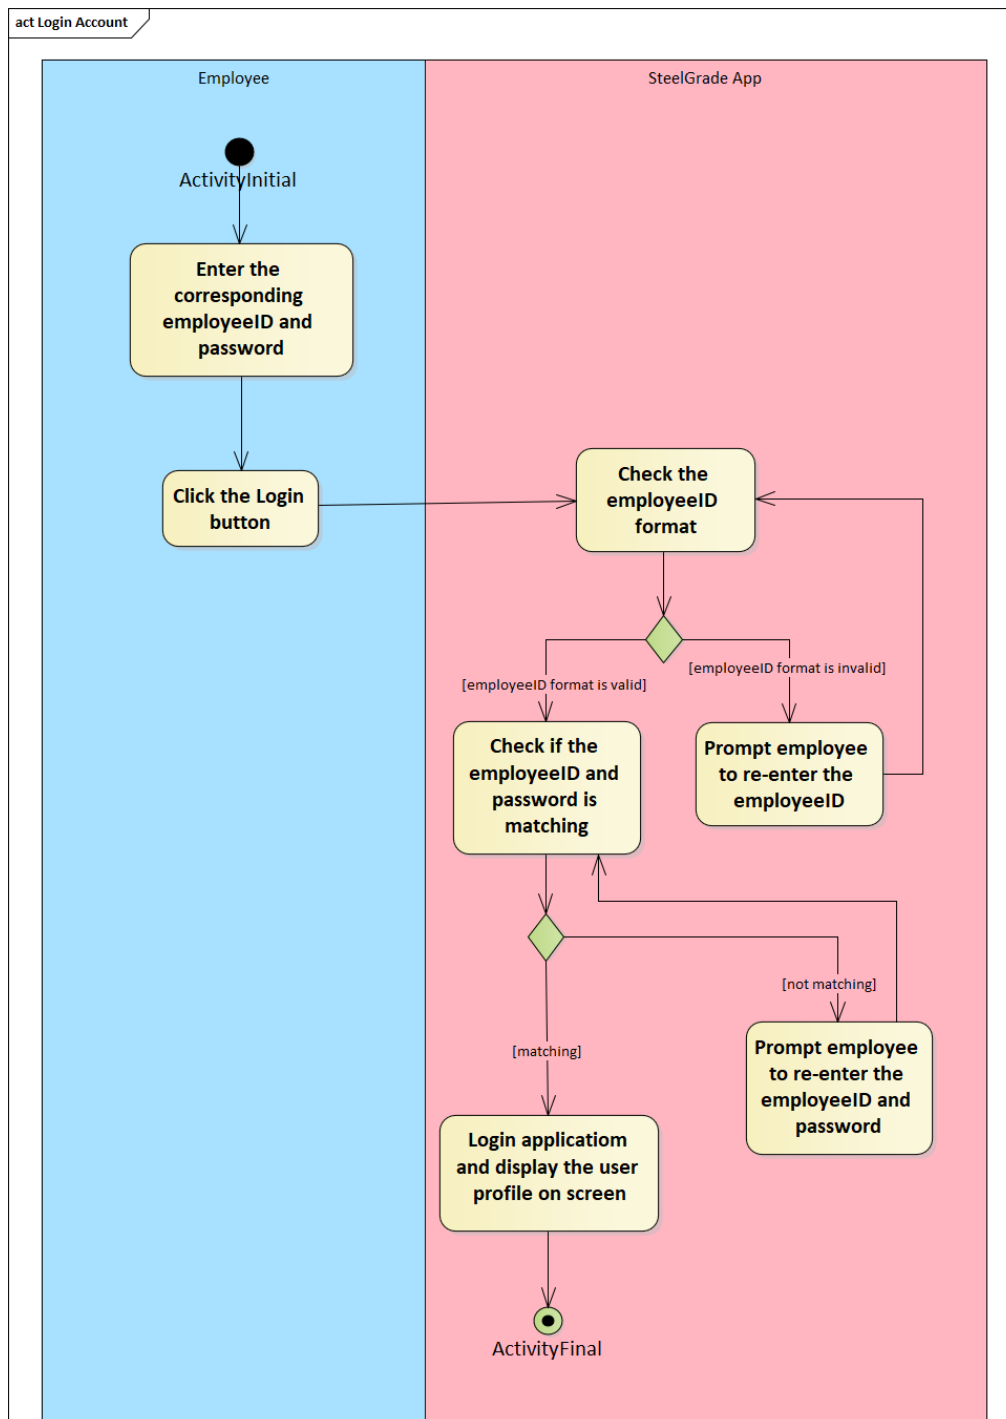 act Login Account
Employee
SteelGrade App
ActivityInitial
Enter the
corresponding
employeeID and
password
Click the Login
button
Check the
employeeID
format
[employeeID format is valid]
[employeeID format is invalid]
Check if the
employeeID and
password is
matching
Prompt employee
to re-enter the
employeeID
[not matching]
[matching]
Prompt employee
to re-enter the
employeeID and
password
Login applicatiom
and display the user
profile on screen
ActivityFinal